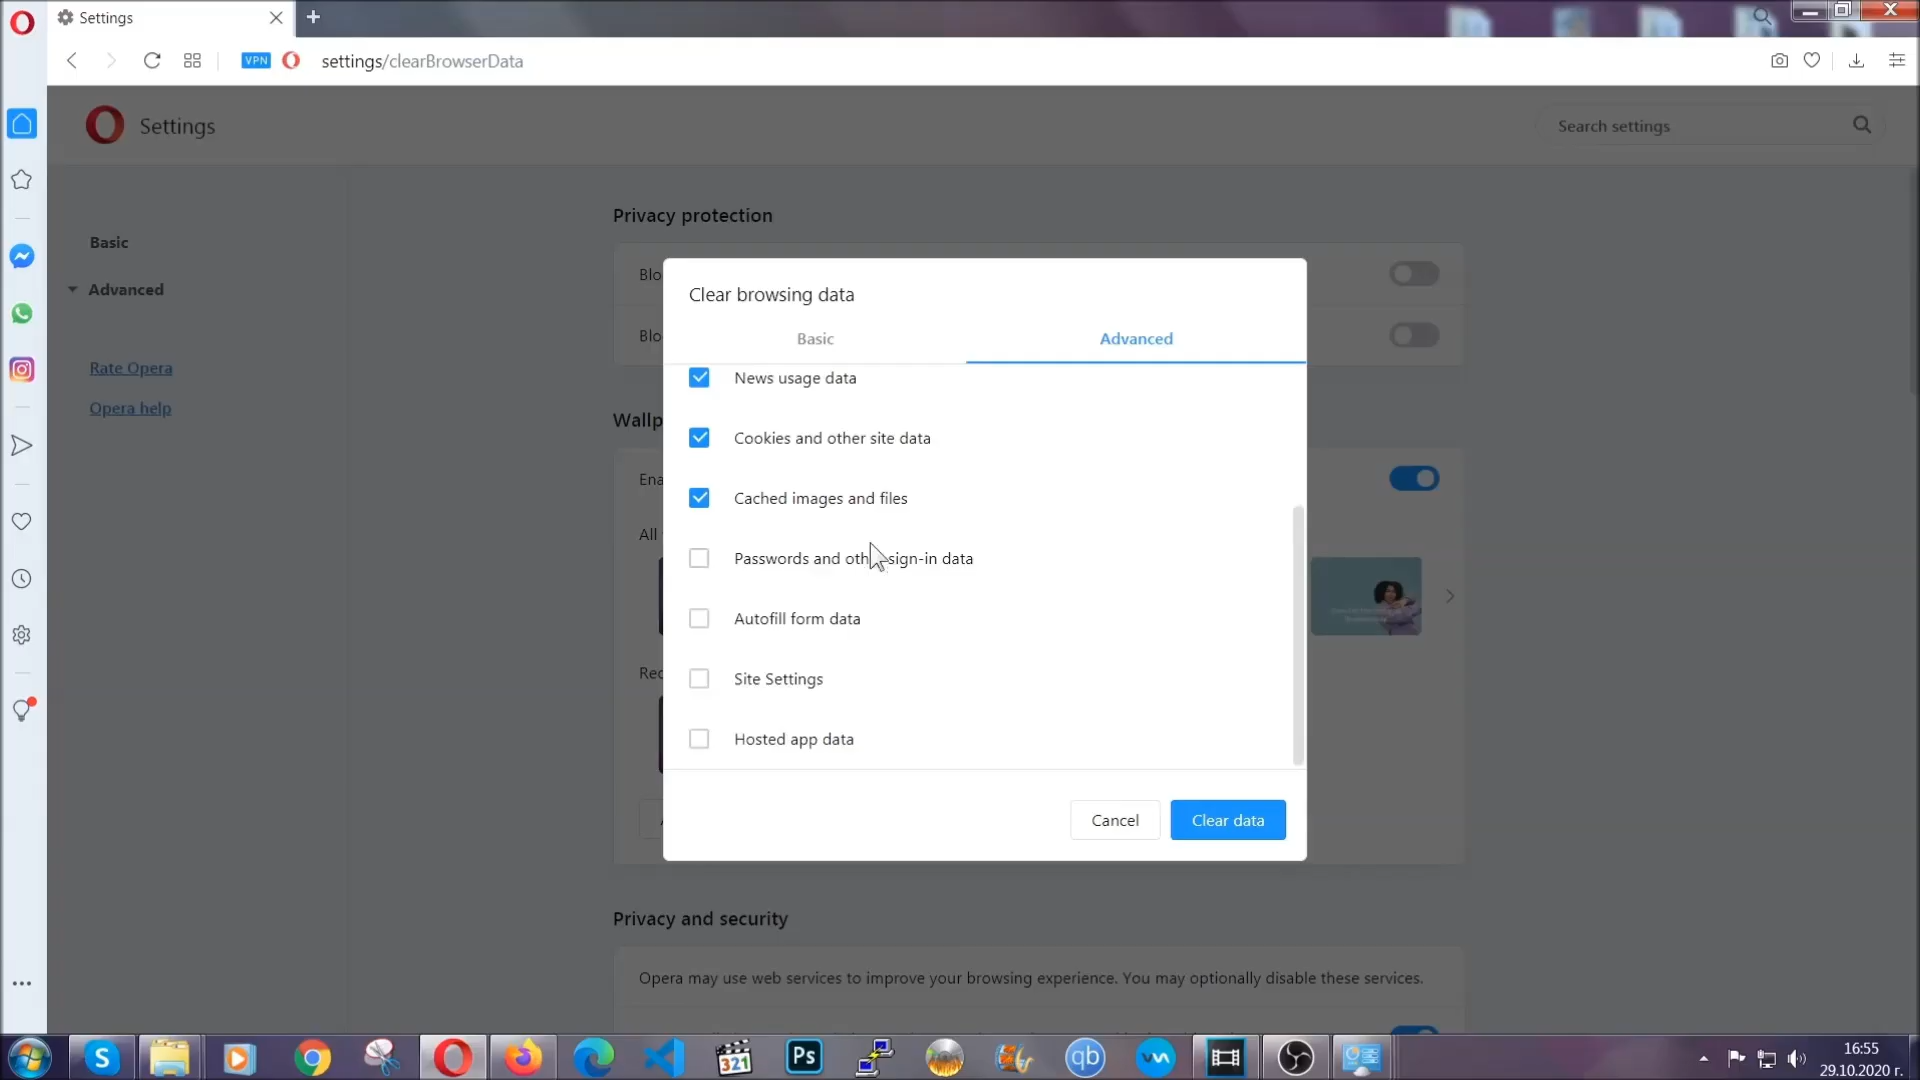 Settings
VPN
settings/clearBrowserData
Settings
Search settings
Basic
Advanced
Rate Opera
Opera help
Privacy protection
Blo
Blo
Wallp
Ena
All
Rec
Clear browsing data
Basic
Advanced
News usage data
Cookies and other site data
Cached images and files
Passwords and oth sign-in data
Autofill form data
Site Settings
Hosted app data
Cancel
Clear data
Privacy and security
Opera may use web services to improve your browsing experience. You may optionally disable these services.
S
321
Ps
qb
16:55
29.10.2020 г.